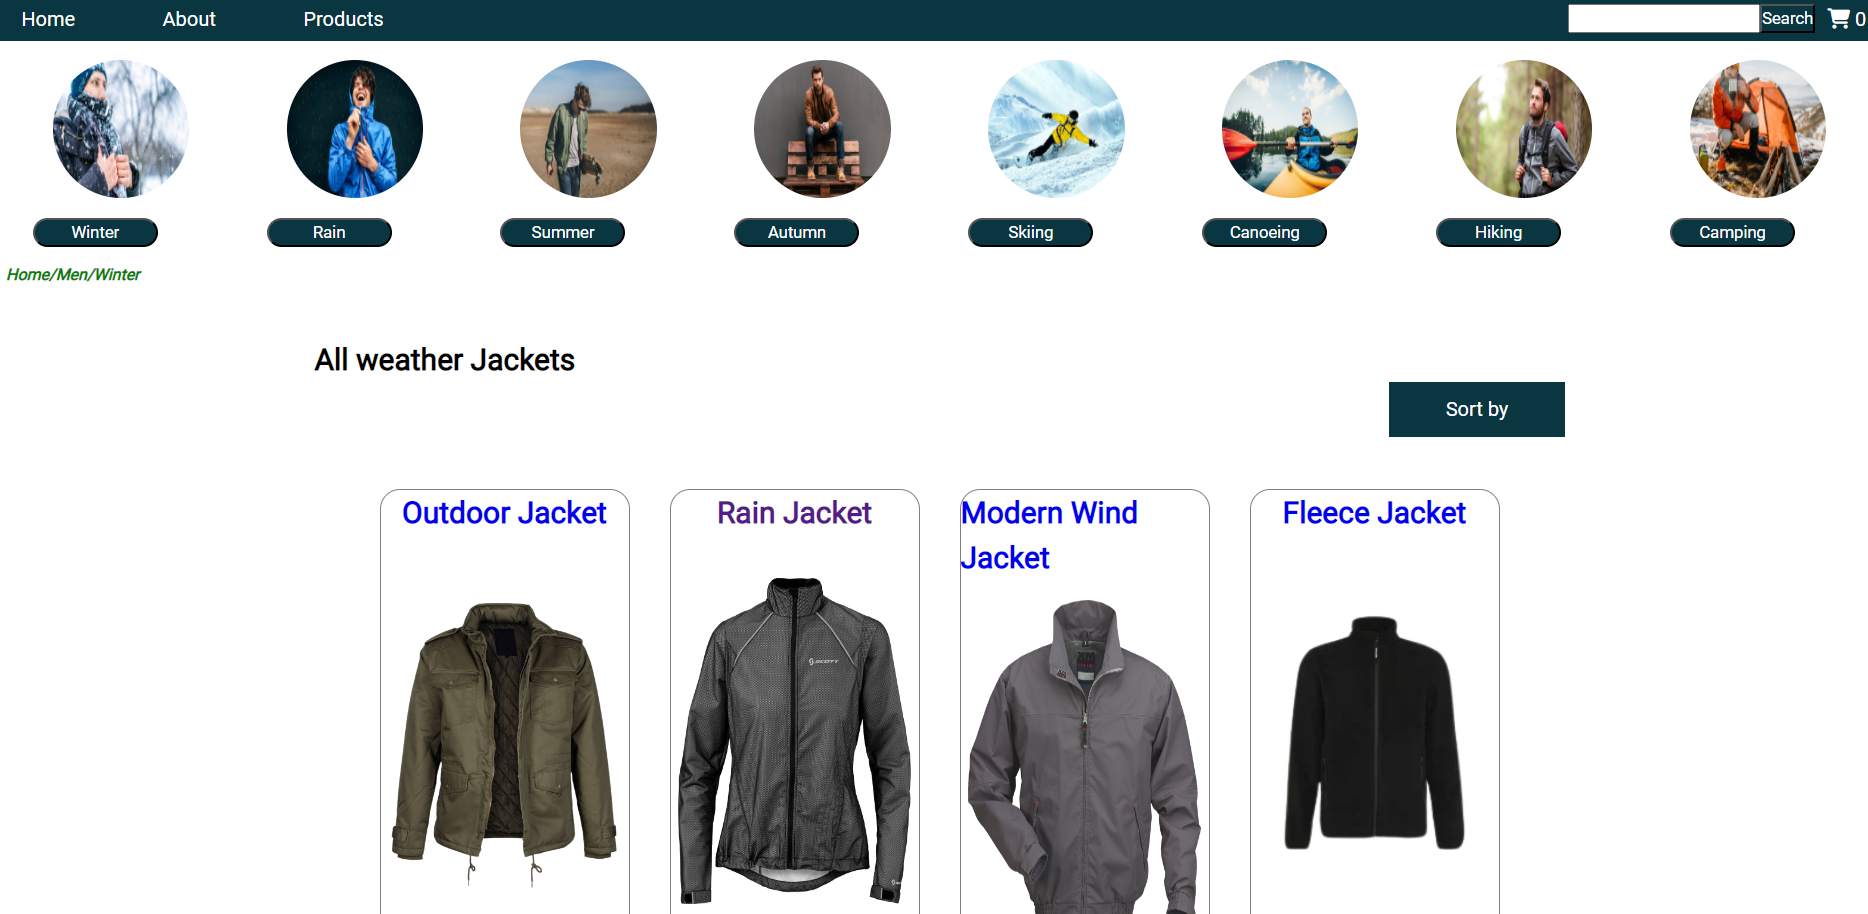 Home About Products Search 0
Winter Rain Summer Autumn Skiing Canoeing Hiking Camping
Home/Men/Winter
All weather Jackets
Sort by
Outdoor Jacket
Rain Jacket
Modern Wind
Jacket
Fleece Jacket
SCOTT